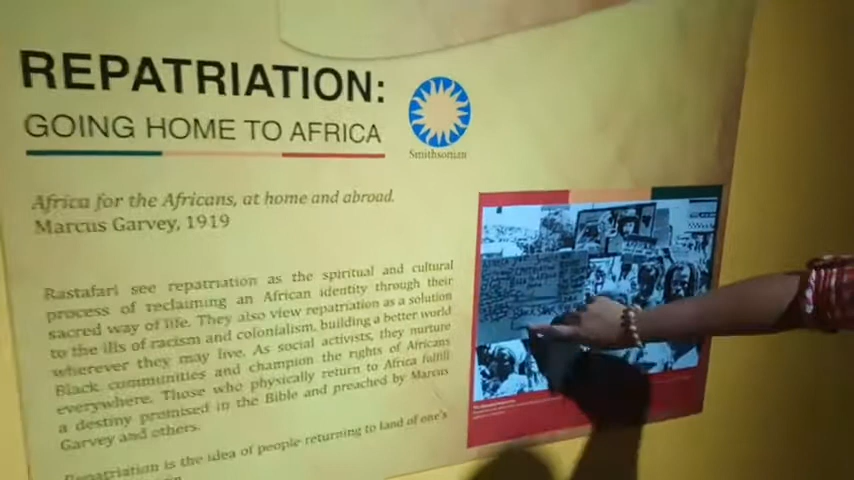 REPATRIATION:
GOING HOME TO AFRICA
Smithsonian
Africa for the Africans, at home and abroad.
Marcus Garvey, 1919
Rastafari see repatriation as the spiritual and cultural
process of reclaiming an African identity through their
sacred way of life. They also view repatriation as a solution
to the ills of racism and colonialism, building a better world
wherever they may live. As social activists, they nurture
Black communities and champion the rights of Africans
everywhere. Those who physically return to Africa fulfill
a destiny promised in the Bible and preached by Marcus
Garvey and others.
Repatriation is the idea of people returning to land of one's